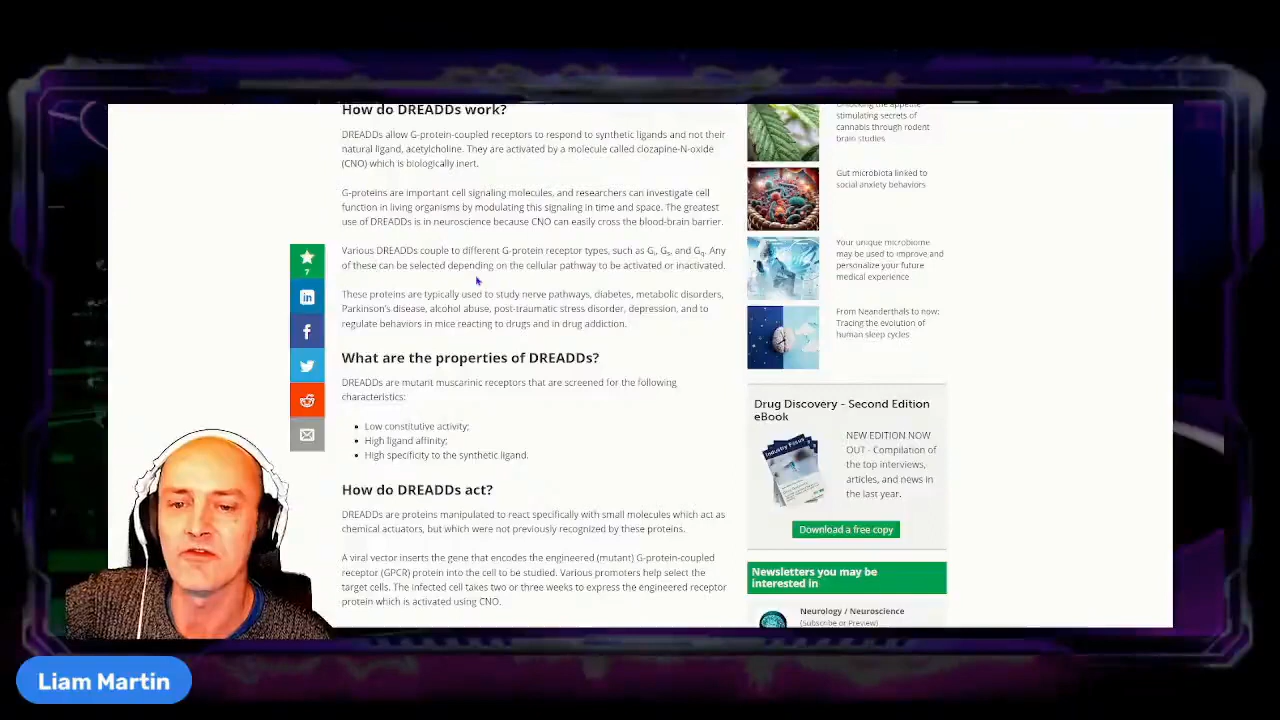 How do DREADDs work?
DREADDs allow G-protein-coupled receptors to respond to synthetic ligands and not their
natural ligand, acetylcholine. They are activated by a molecule called clozapine-N-oxide
(CNO) which is biologically inert.
G-proteins are important cell signaling molecules, and researchers can investigate cell
function in living organisms by modulating this signaling in time and space. The greatest
use of DREADDs is in neuroscience because CNO can easily cross the blood-brain barrier.
Various DREADDs couple to different G-protein receptor types, such as Gi, Gs, and Gq. Any
of these can be selected depending on the cellular pathway to be activated or inactivated.
These proteins are typically used to study nerve pathways, diabetes, metabolic disorders,
Parkinson's disease, alcohol abuse, post-traumatic stress disorder, depression, and to
regulate behaviors in mice reacting to drugs and in drug addiction.
What are the properties of DREADDs?
DREADDs are mutant muscarinic receptors that are screened for the following
characteristics:
Low constitutive activity;
High ligand affinity;
High specificity to the synthetic ligand.
How do DREADDs act?
DREADDs are proteins manipulated to react specifically with small molecules which act as
chemical actuators, but which were not previously recognized by these proteins.
A viral vector inserts the gene that encodes the engineered (mutant) G-protein-coupled
receptor (GPCR) protein into the cell to be studied. Various promoters help select the
target cells. The infected cell takes two or three weeks to express the engineered receptor
protein which is activated using CNO.
7
in
Unlocking the appetite-
stimulating secrets of
cannabis through rodent
brain studies
Gut microbiota linked to
social anxiety behaviors
Your unique microbiome
may be used to improve and
personalize your future
medical experience
From Neanderthals to now:
Tracing the evolution of
human sleep cycles
Drug Discovery - Second Edition
eBook
Industry Focus
NEW EDITION NOW
OUT - Compilation of
the top interviews,
articles, and news in
the last year.
Download a free copy
Newsletters you may be
interested in
Neurology / Neuroscience
(Subscribe or Preview)
Liam Martin